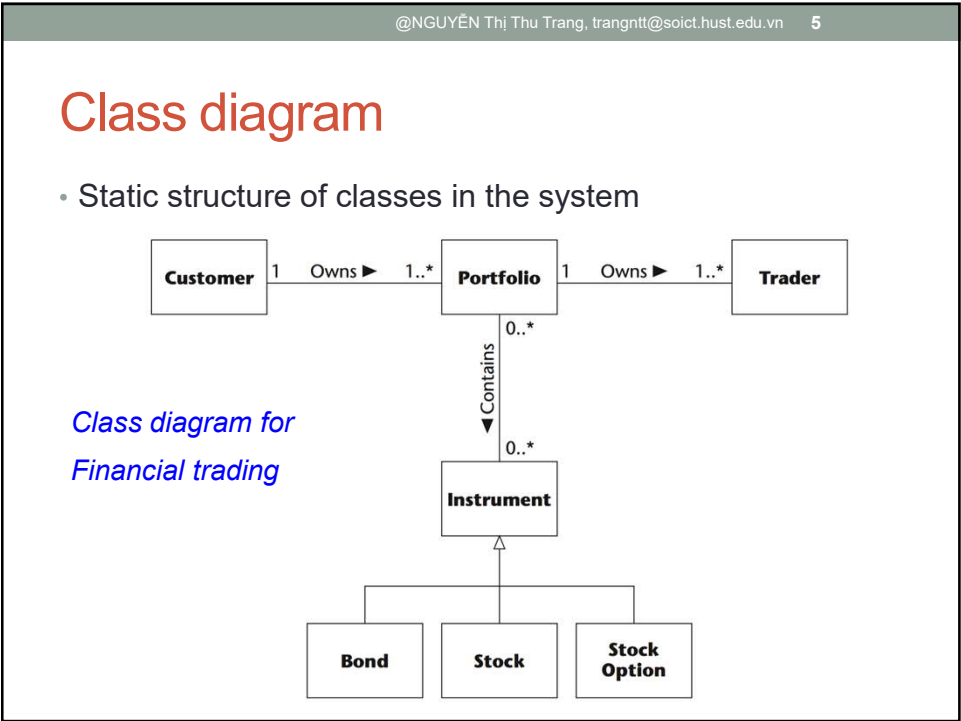 @NGUYỄN Thị Thu Trang, trangntt@soict.hust.edu.vn 5
Class diagram
• Static structure of classes in the system
Customer 1 Owns ► 1..* Portfolio 1 Owns ► 1..* Trader
0..*
◄ Contains
Class diagram for
Financial trading
0..*
Instrument
Bond
Stock
Stock
Option